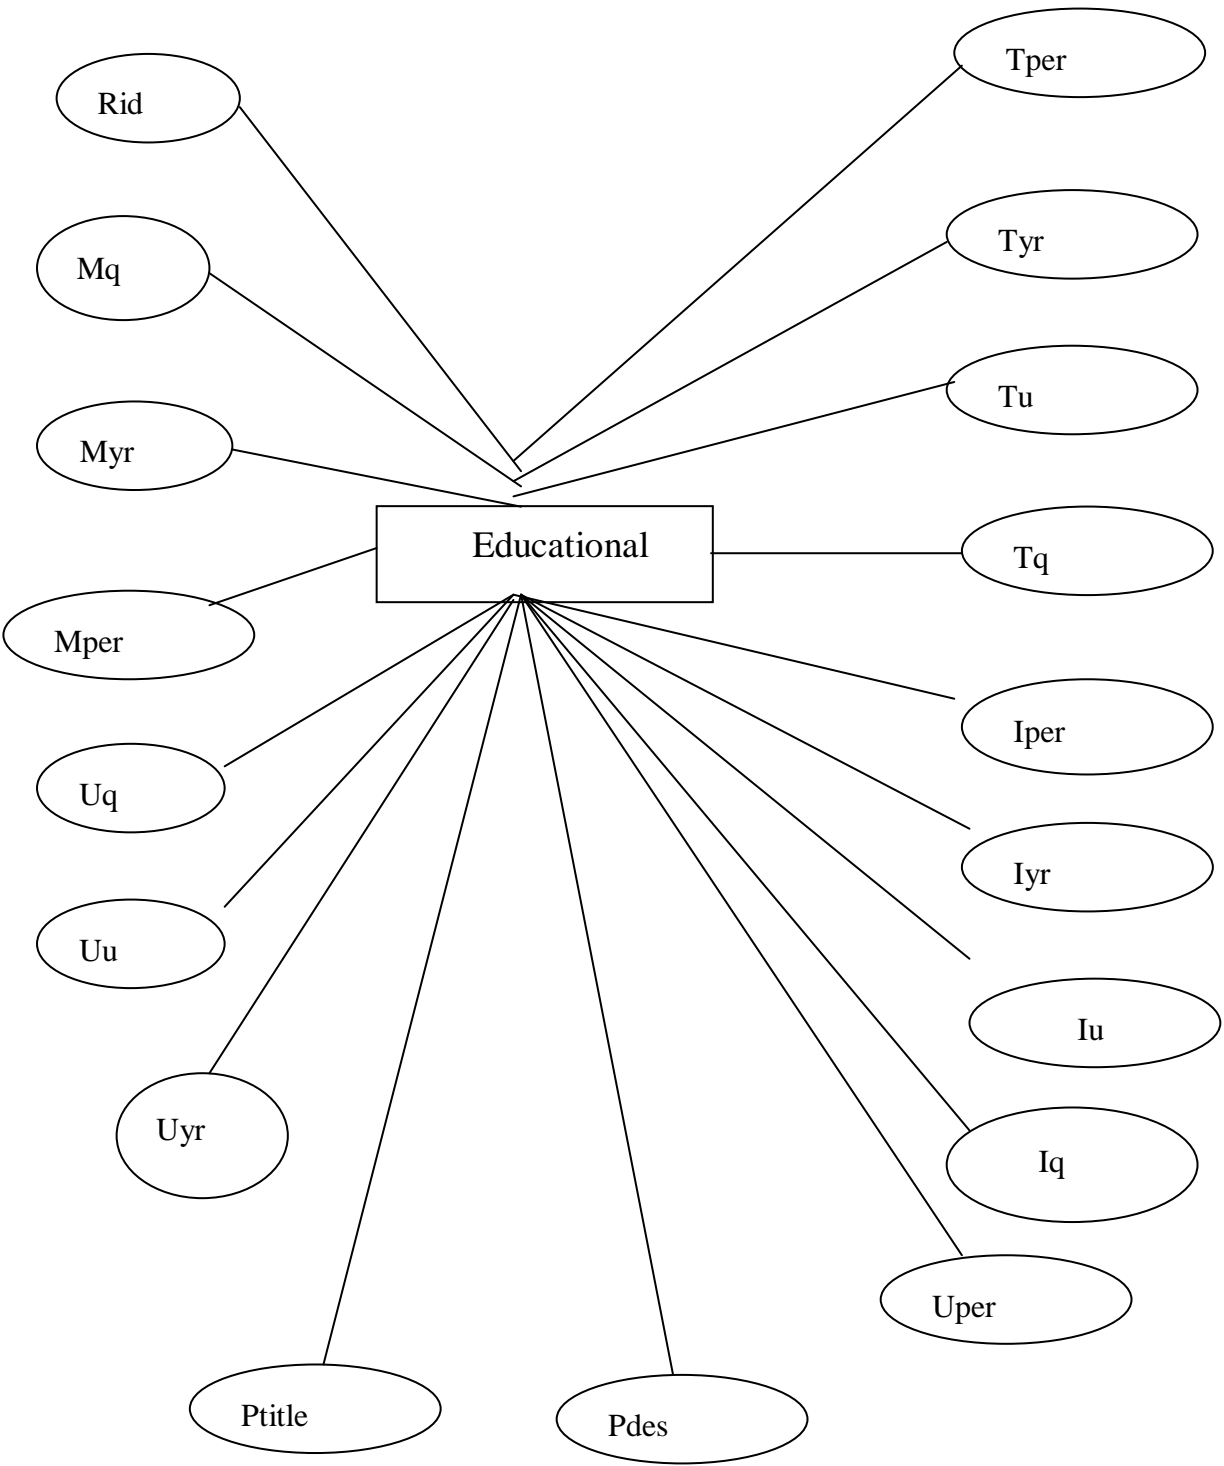 Tper
Rid
Tyr
Mq
Tu
Myr
Educational
Tq
Mper
Iper
Uq
Iyr
Uu
Iu
Uyr
Iq
Uper
Ptitle
Pdes